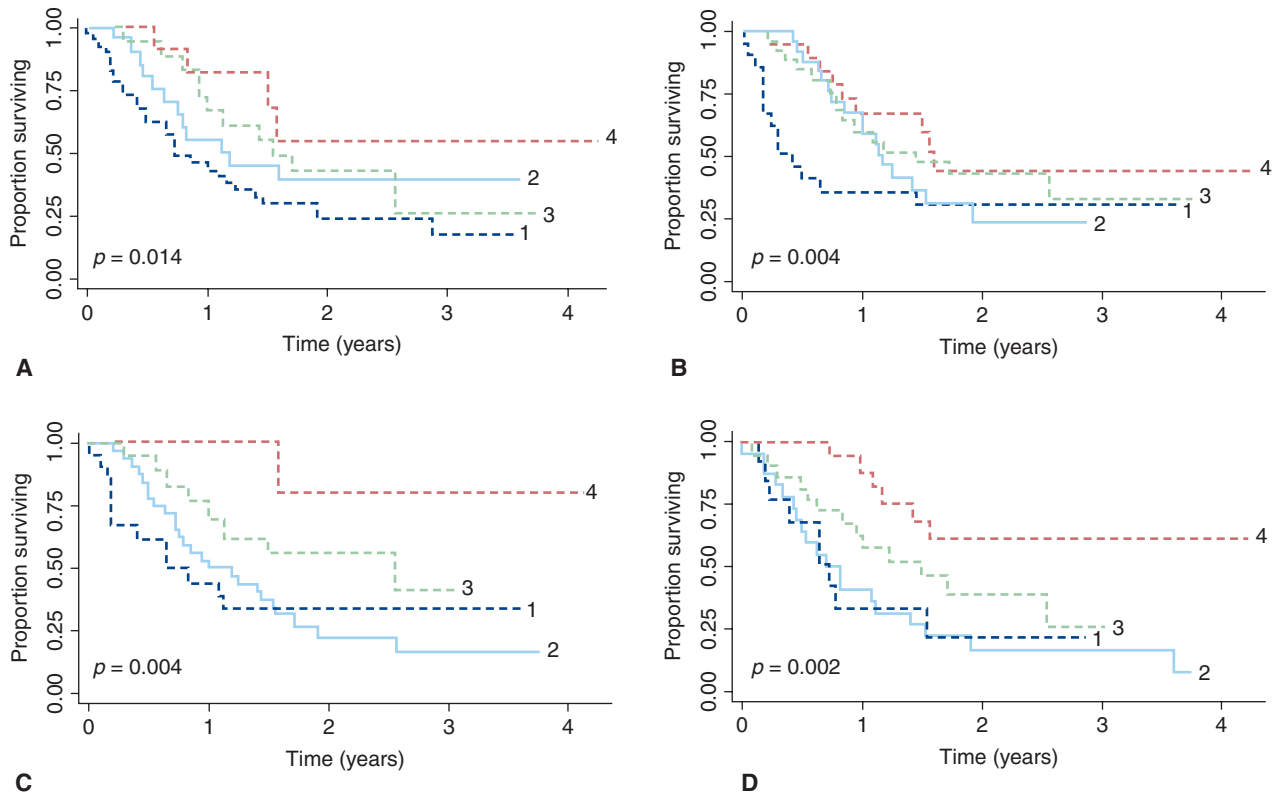 Proportion surviving
1.00
0.75
0.50
0.25
0.00
4
2
3
1
p = 0.014
0 1 2 3 4
Time (years)
A
Proportion surviving
1.00
0.75
0.50
0.25
0.00
4
3
1
2
p = 0.004
0 1 2 3 4
Time (years)
B
Proportion surviving
1.00
0.75
0.50
0.25
0.00
4
3
1
2
p = 0.004
0 1 2 3 4
Time (years)
C
Proportion surviving
1.00
0.75
0.50
0.25
0.00
4
3
1
2
p = 0.002
0 1 2 3 4
Time (years)
D